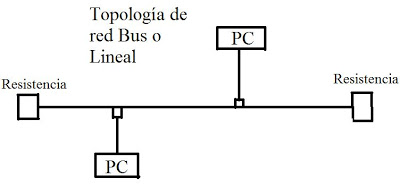 Topología de
red Bus o
Lineal
PC
Resistencia
Resistencia
PC